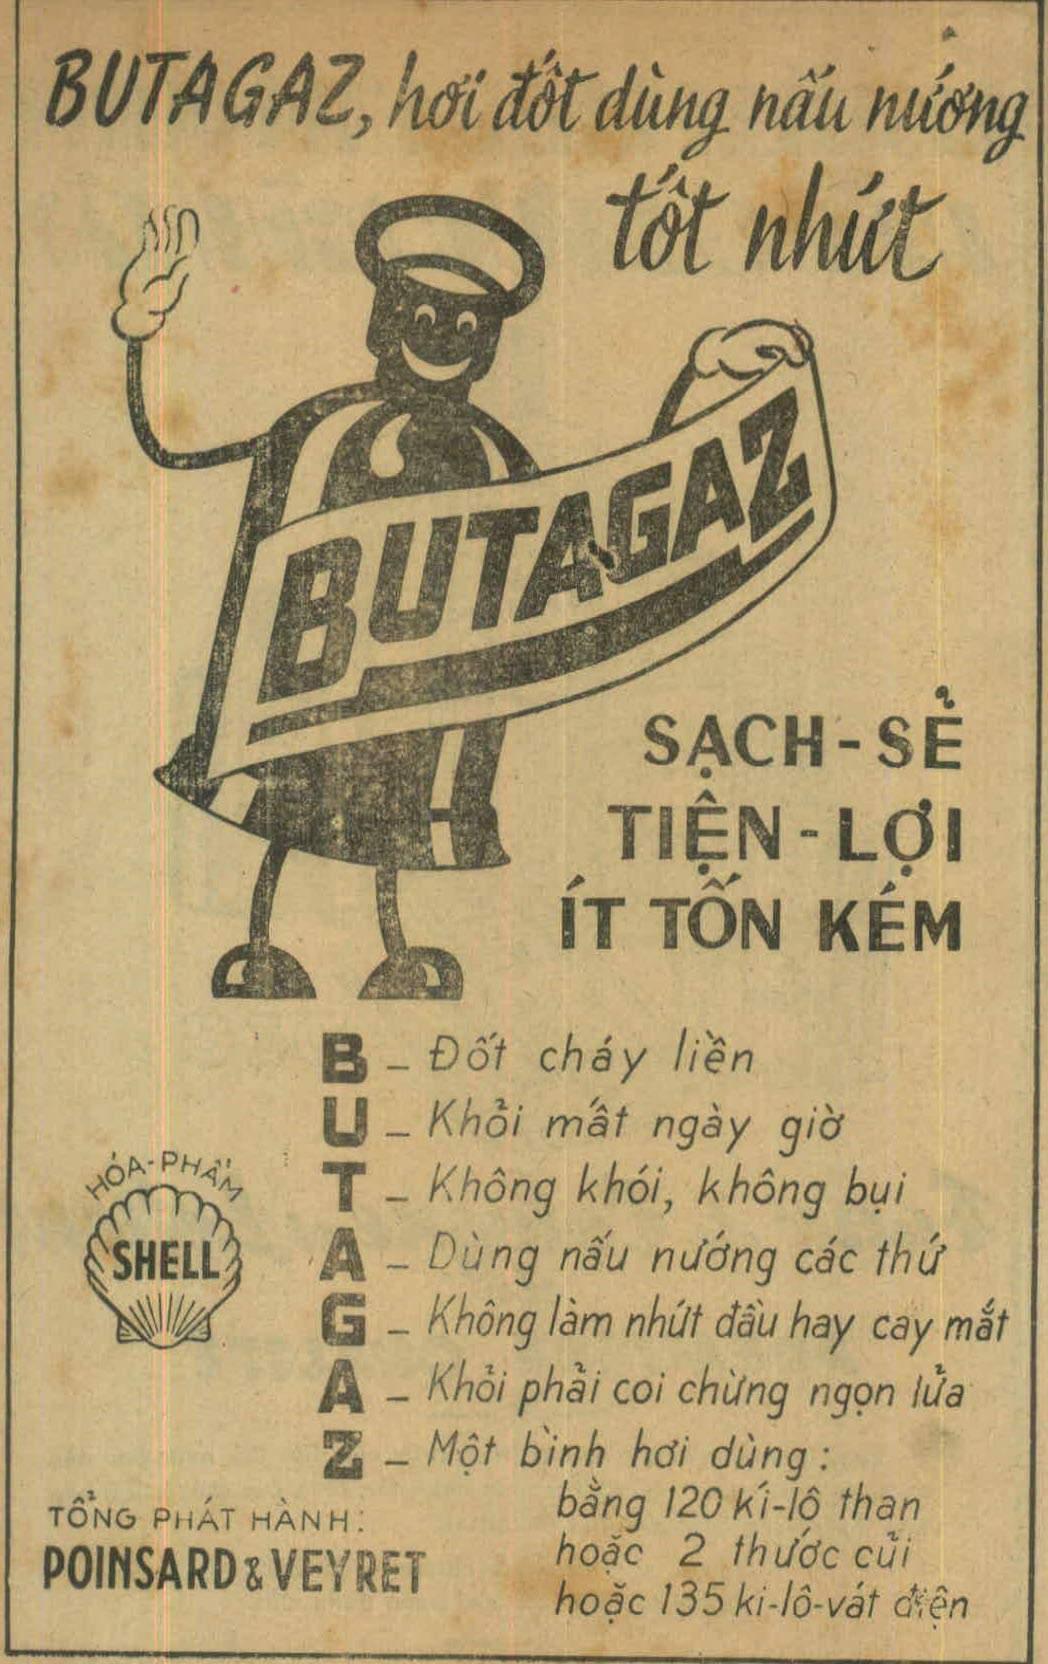 BUTAGAZ, hơi đốt dùng nấu nướng
tốt nhứt
BUTAGAZ
SẠCH - SẺ
TIỆN - LỢI
ÍT TỐN KÉM
B - Đốt cháy liền
U - Khỏi mất ngày giờ
T - Không khói, không bụi
A - Dùng nấu nướng các thứ
G - Không làm nhứt đầu hay cay mắt
A - Khỏi phải coi chừng ngọn lửa
Z - Một bình hơi dùng :
bằng 120 kí-lô than
hoặc 2 thước củi
hoặc 135 ki-lô-vát điện
HÓA-PHẨM
SHELL
TỔNG PHÁT HÀNH:
POINSARD & VEYRET